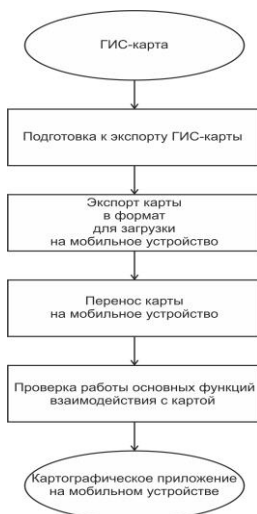 ГИС-карта
Подготовка к экспорту ГИС-карты
Экспорт карты
в формат
для загрузки
на мобильное устройство
Перенос карты
на мобильное устройство
Проверка работы основных функций
взаимодействия с картой
Картографическое приложение
на мобильном устройстве